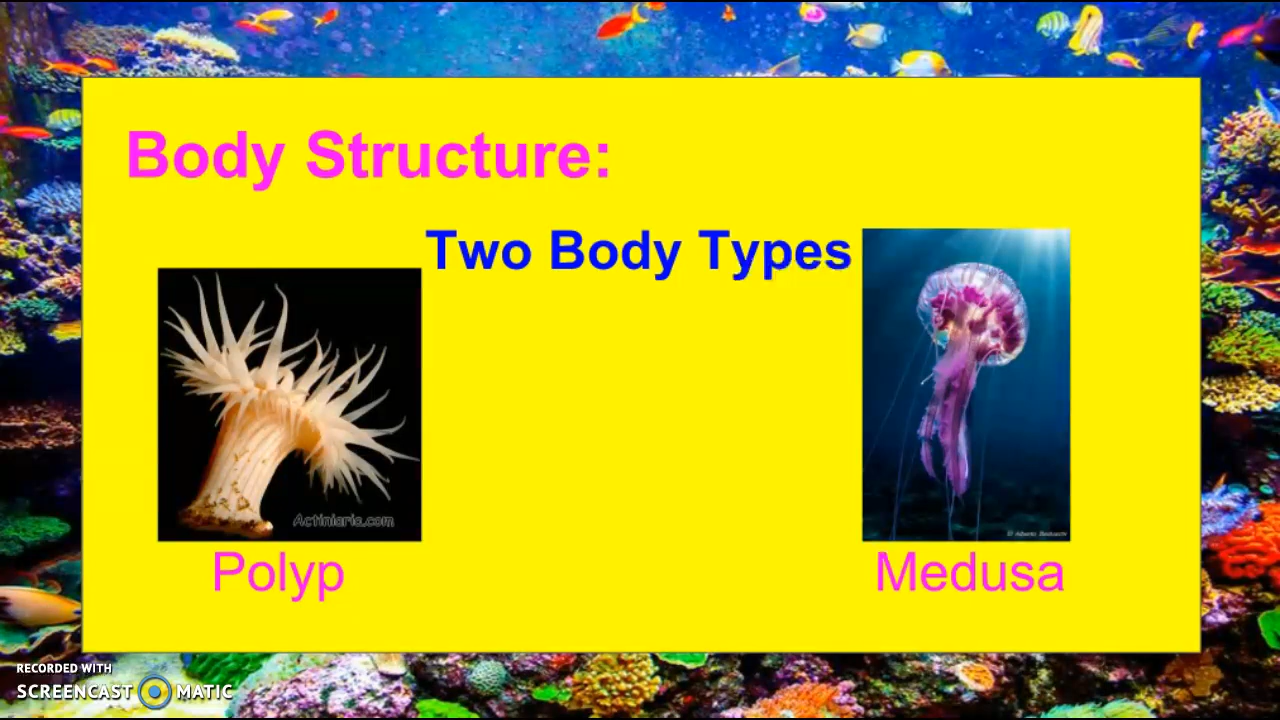 Body Structure:
Two Body Types
Actiniaria.com
Polyp
Medusa
RECORDED WITH
SCREENCAST MATIC